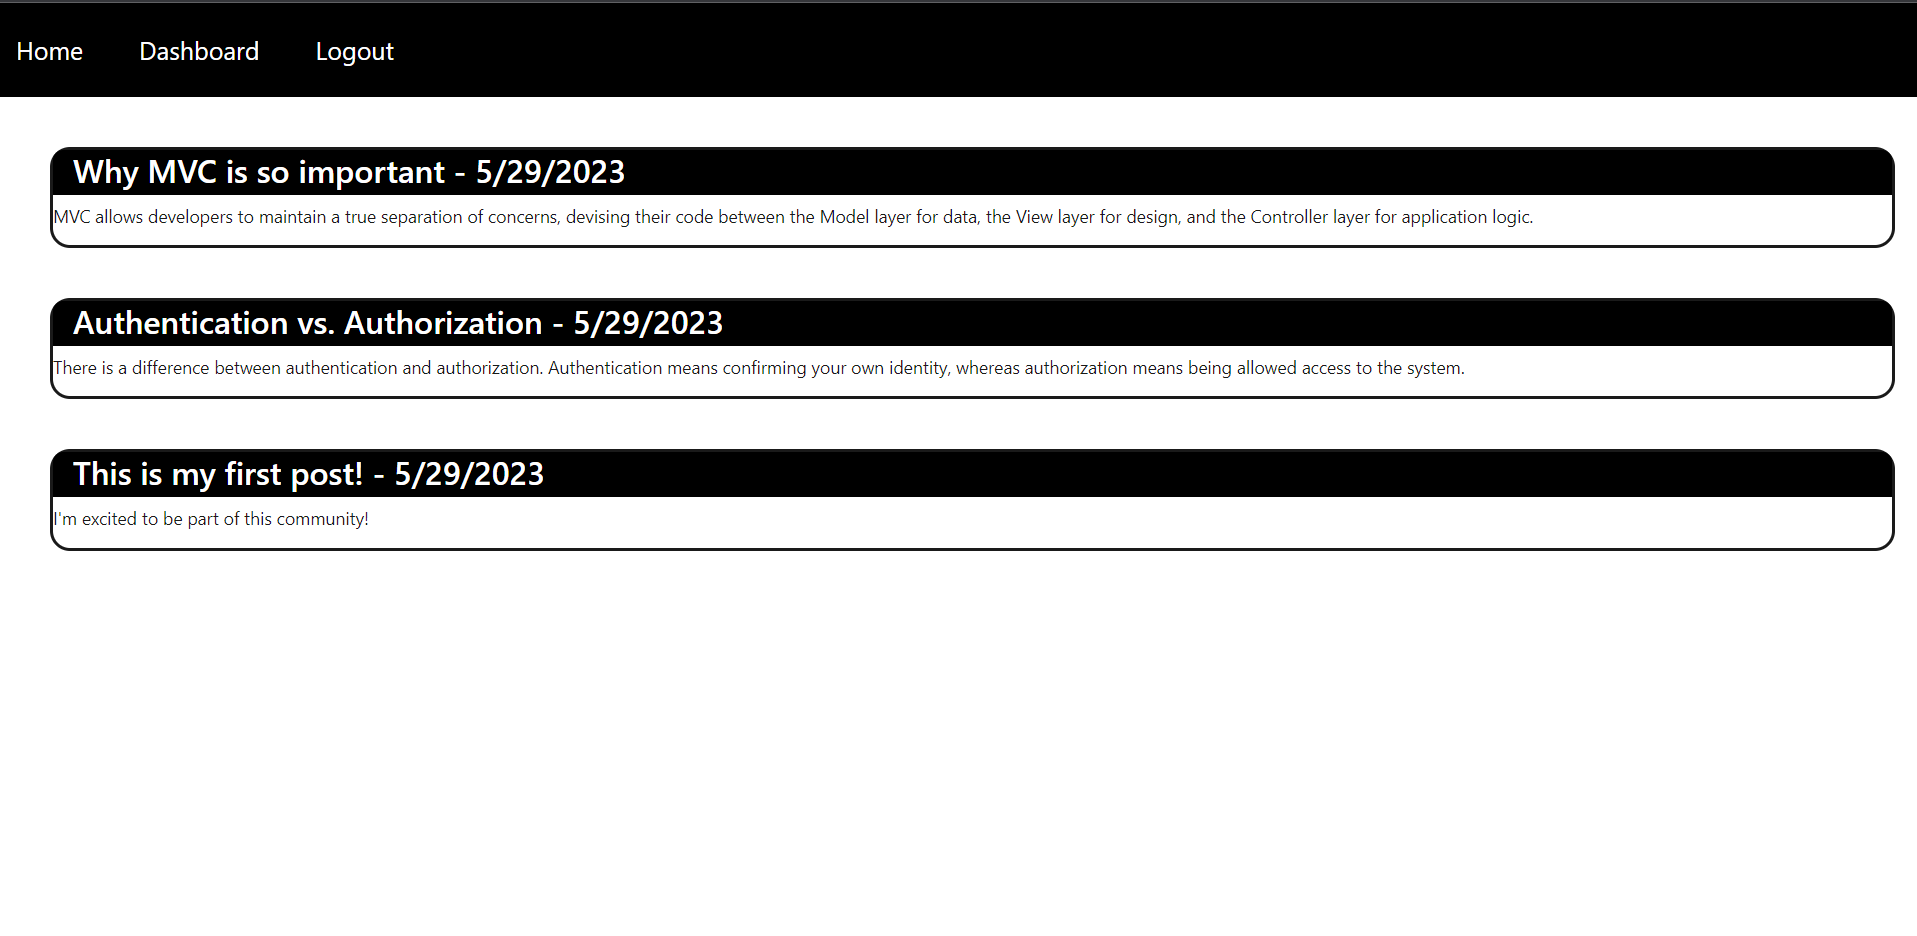 Home Dashboard Logout
Why MVC is so important - 5/29/2023
MVC allows developers to maintain a true separation of concerns, devising their code between the Model layer for data, the View layer for design, and the Controller layer for application logic.
Authentication vs. Authorization - 5/29/2023
There is a difference between authentication and authorization. Authentication means confirming your own identity, whereas authorization means being allowed access to the system.
This is my first post! - 5/29/2023
I'm excited to be part of this community!